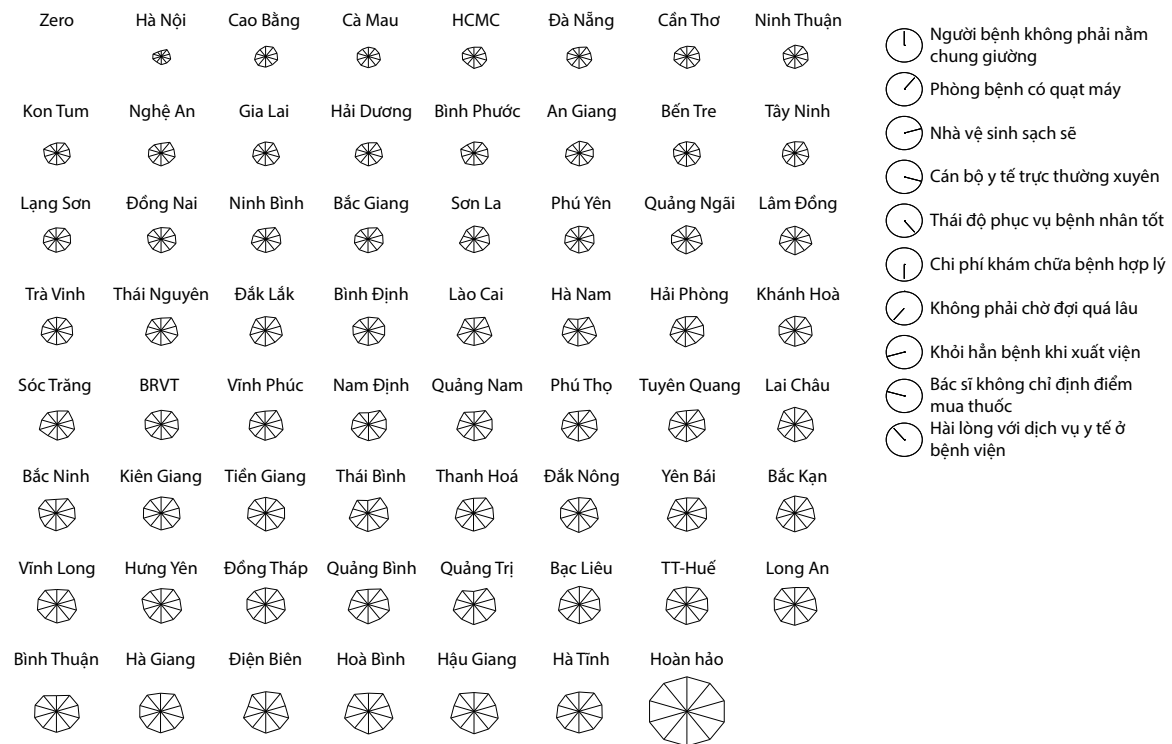 Zero Hà Nội Cao Bằng Cà Mau HCMC Đà Nẵng Cần Thơ Ninh Thuận
Kon Tum Nghệ An Gia Lai Hải Dương Bình Phước An Giang Bến Tre Tây Ninh
Lạng Sơn Đồng Nai Ninh Bình Bắc Giang Sơn La Phú Yên Quảng Ngãi Lâm Đồng
Trà Vinh Thái Nguyên Đắk Lắk Bình Định Lào Cai Hà Nam Hải Phòng Khánh Hoà
Sóc Trăng BRVT Vĩnh Phúc Nam Định Quảng Nam Phú Thọ Tuyên Quang Lai Châu
Bắc Ninh Kiên Giang Tiền Giang Thái Bình Thanh Hoá Đắk Nông Yên Bái Bắc Kạn
Vĩnh Long Hưng Yên Đồng Tháp Quảng Bình Quảng Trị Bạc Liêu TT-Huế Long An
Bình Thuận Hà Giang Điện Biên Hoà Bình Hậu Giang Hà Tĩnh Hoàn hảo
Người bệnh không phải nằm
chung giường
Phòng bệnh có quạt máy
Nhà vệ sinh sạch sẽ
Cán bộ y tế trực thường xuyên
Thái độ phục vụ bệnh nhân tốt
Chi phí khám chữa bệnh hợp lý
Không phải chờ đợi quá lâu
Khỏi hẳn bệnh khi xuất viện
Bác sĩ không chỉ định điểm
mua thuốc
Hài lòng với dịch vụ y tế ở
bệnh viện